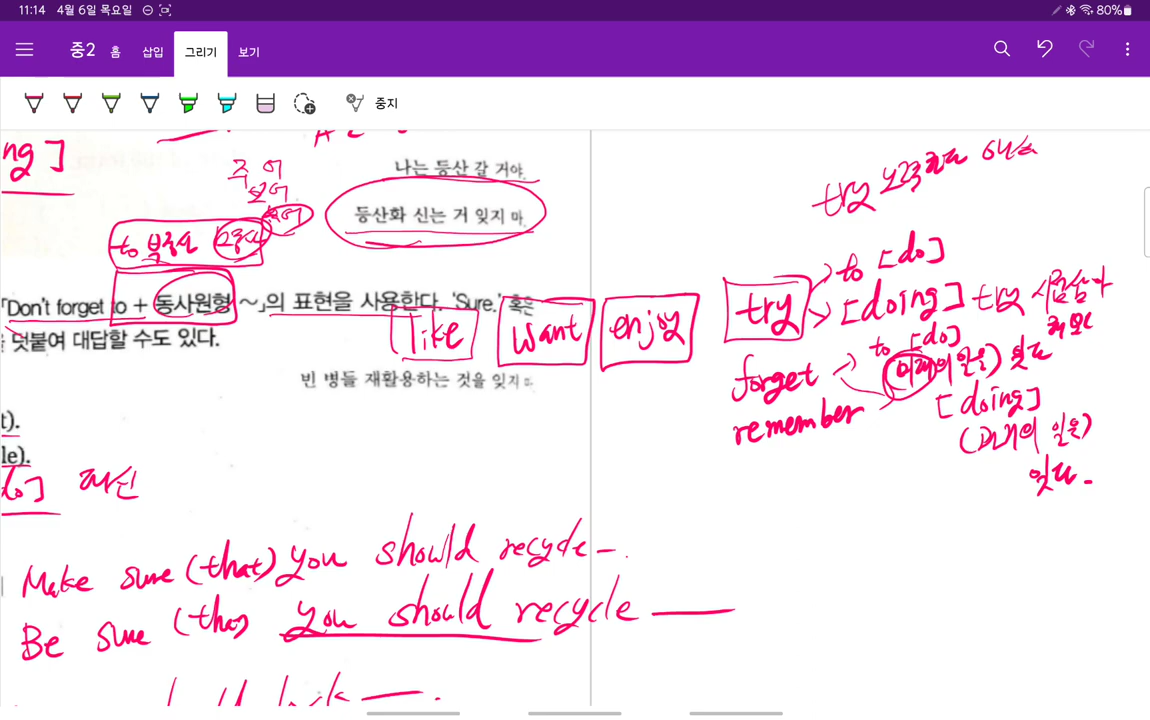 11:14 4월 6일 목요일 80%
중2 홈 삽입 그리기 보기
중지
ng]
주어
보어
나는 등산 갈 거야.
등산화 신는 거 잊지 마.
to 부정사
try
「Don't forget to + 동사원형 ~」의 표현을 사용한다. 'Sure.' 혹은
덧붙여 대답할 수도 있다.
like want enjoy
빈 병들 재활용하는 것을 잊지 마.
try
to [do]
[doing] try 시험삼아
forget
remember
to [do]
(미래의 일을) 잊다
[doing]
(과거의 일을)
잊다.
t).
le).
do]
Make sure (that) you should recycle
Be sure (that) you should recycle